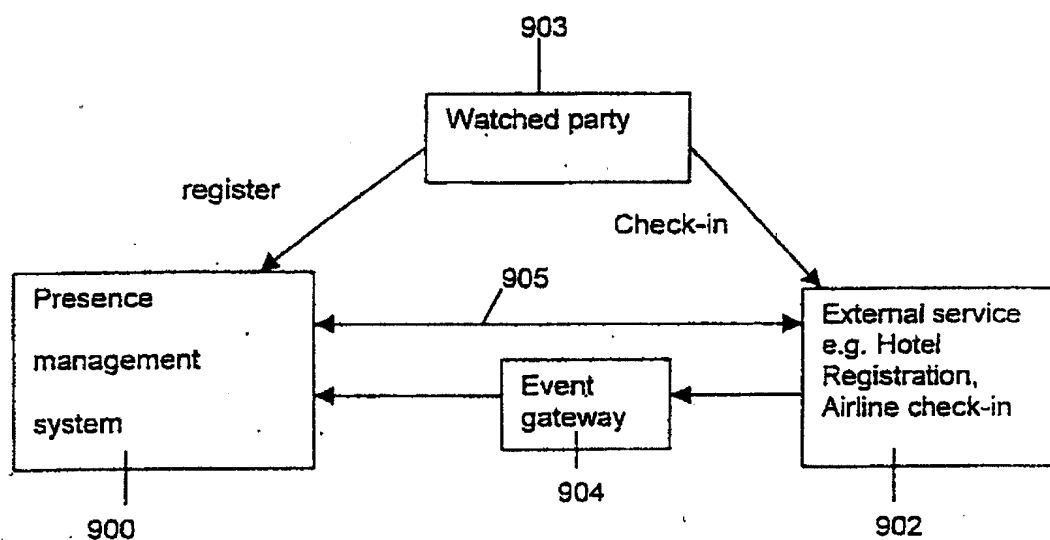 903
Watched party
register
Check-in
905
Presence
management
system
External service
e.g. Hotel
Registration,
Airline check-in
Event
gateway
904
900
902